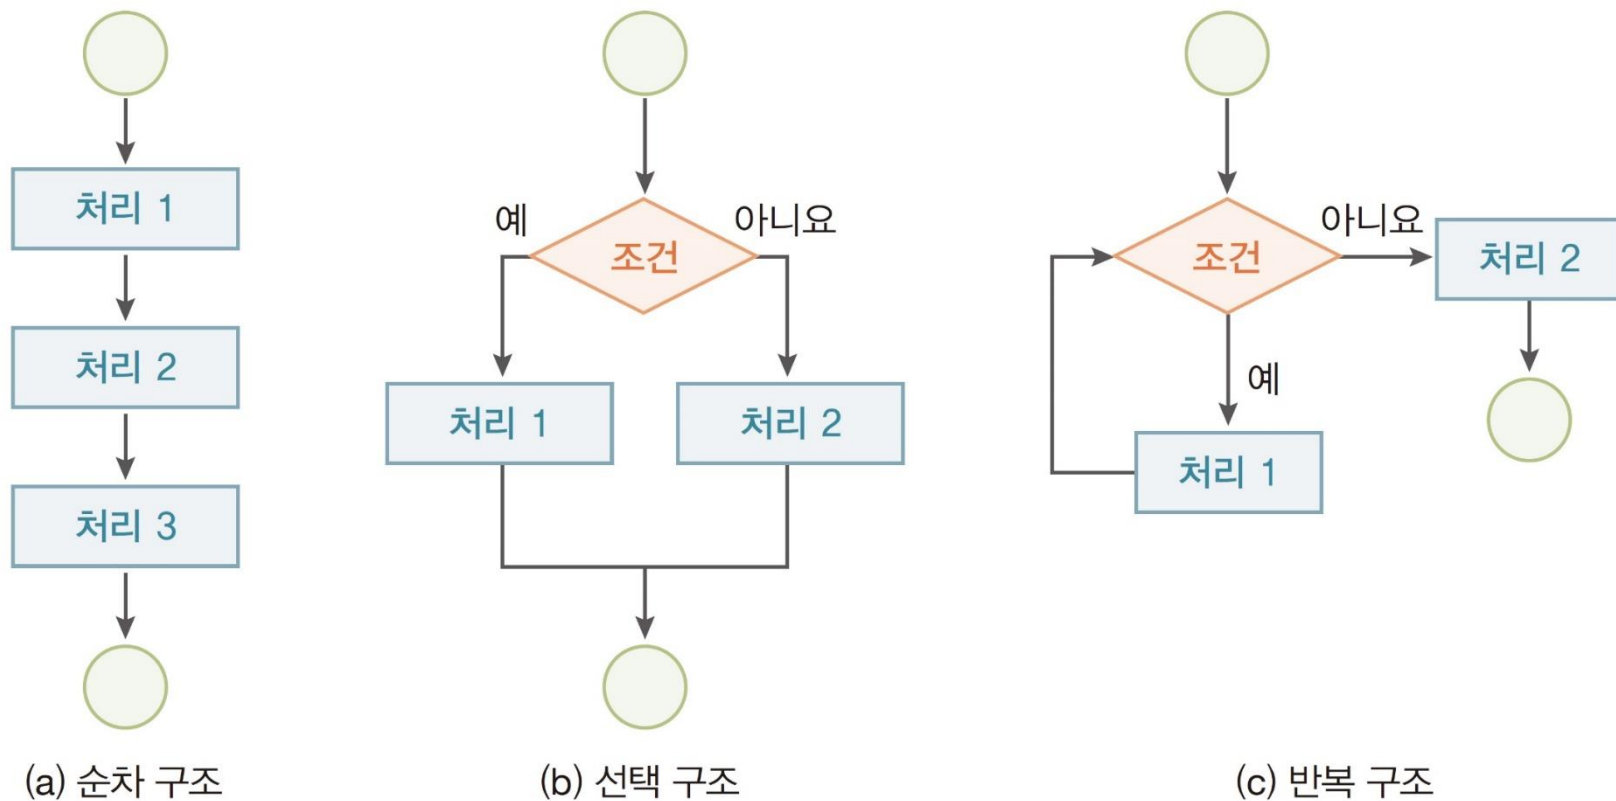 처리 1
처리 2
처리 3
(a) 순차 구조
예
아니요
조건
처리 1
처리 2
(b) 선택 구조
조건
아니요
처리 2
예
처리 1
(c) 반복 구조